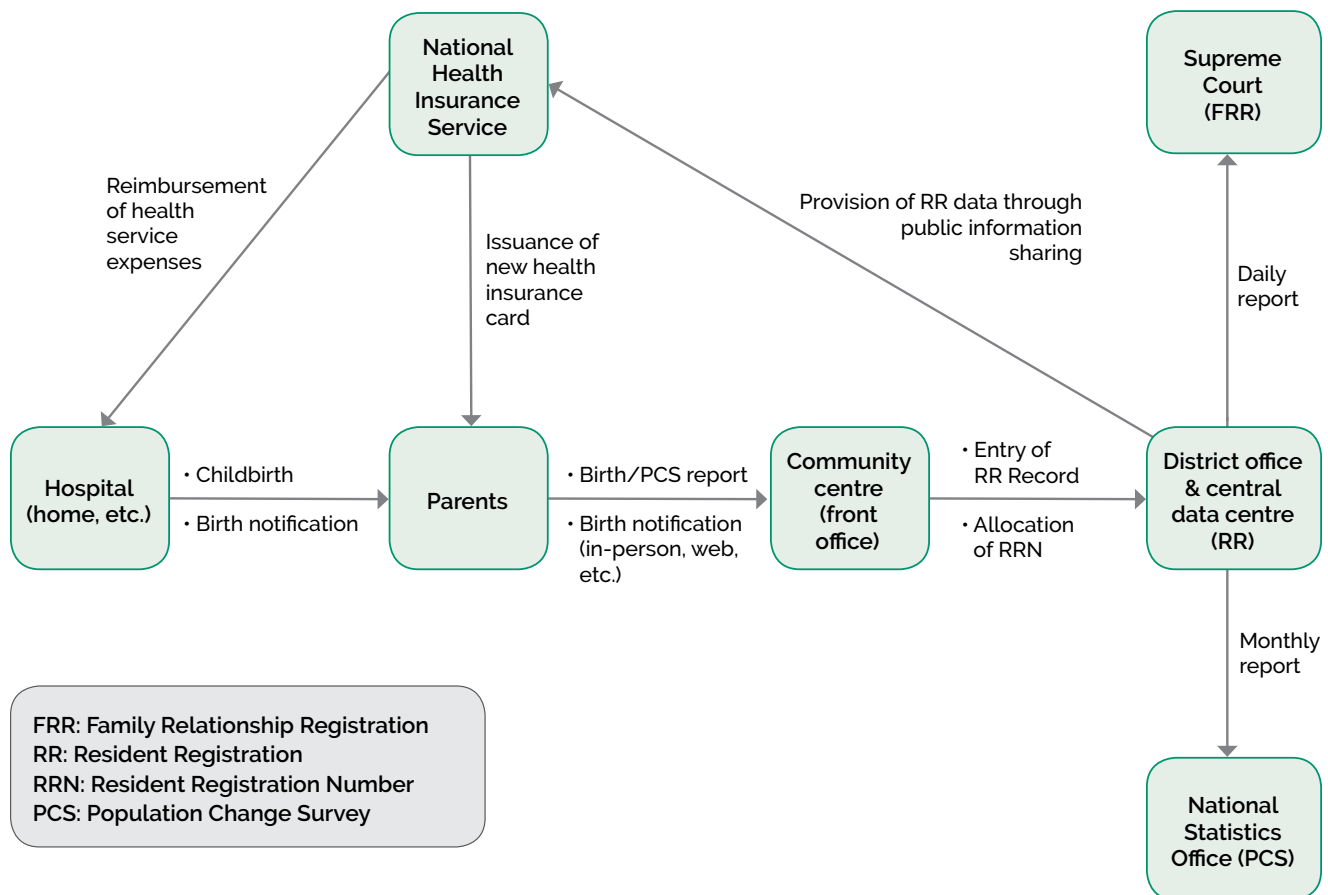 National
Health
Insurance
Service
Supreme
Court
(FRR)
Reimbursement
of health
service
expenses
Issuance of
new health
insurance
card
Provision of RR data through
public information
sharing
Daily
report
Hospital
(home, etc.)
· Childbirth
· Birth notification
Parents
· Birth/PCS report
· Birth notification
(in-person, web,
etc.)
Community
centre
(front
office)
· Entry of
RR Record
· Allocation
of RRN
District office
& central
data centre
(RR)
Monthly
report
FRR: Family Relationship Registration
RR: Resident Registration
RRN: Resident Registration Number
PCS: Population Change Survey
National
Statistics
Office (PCS)